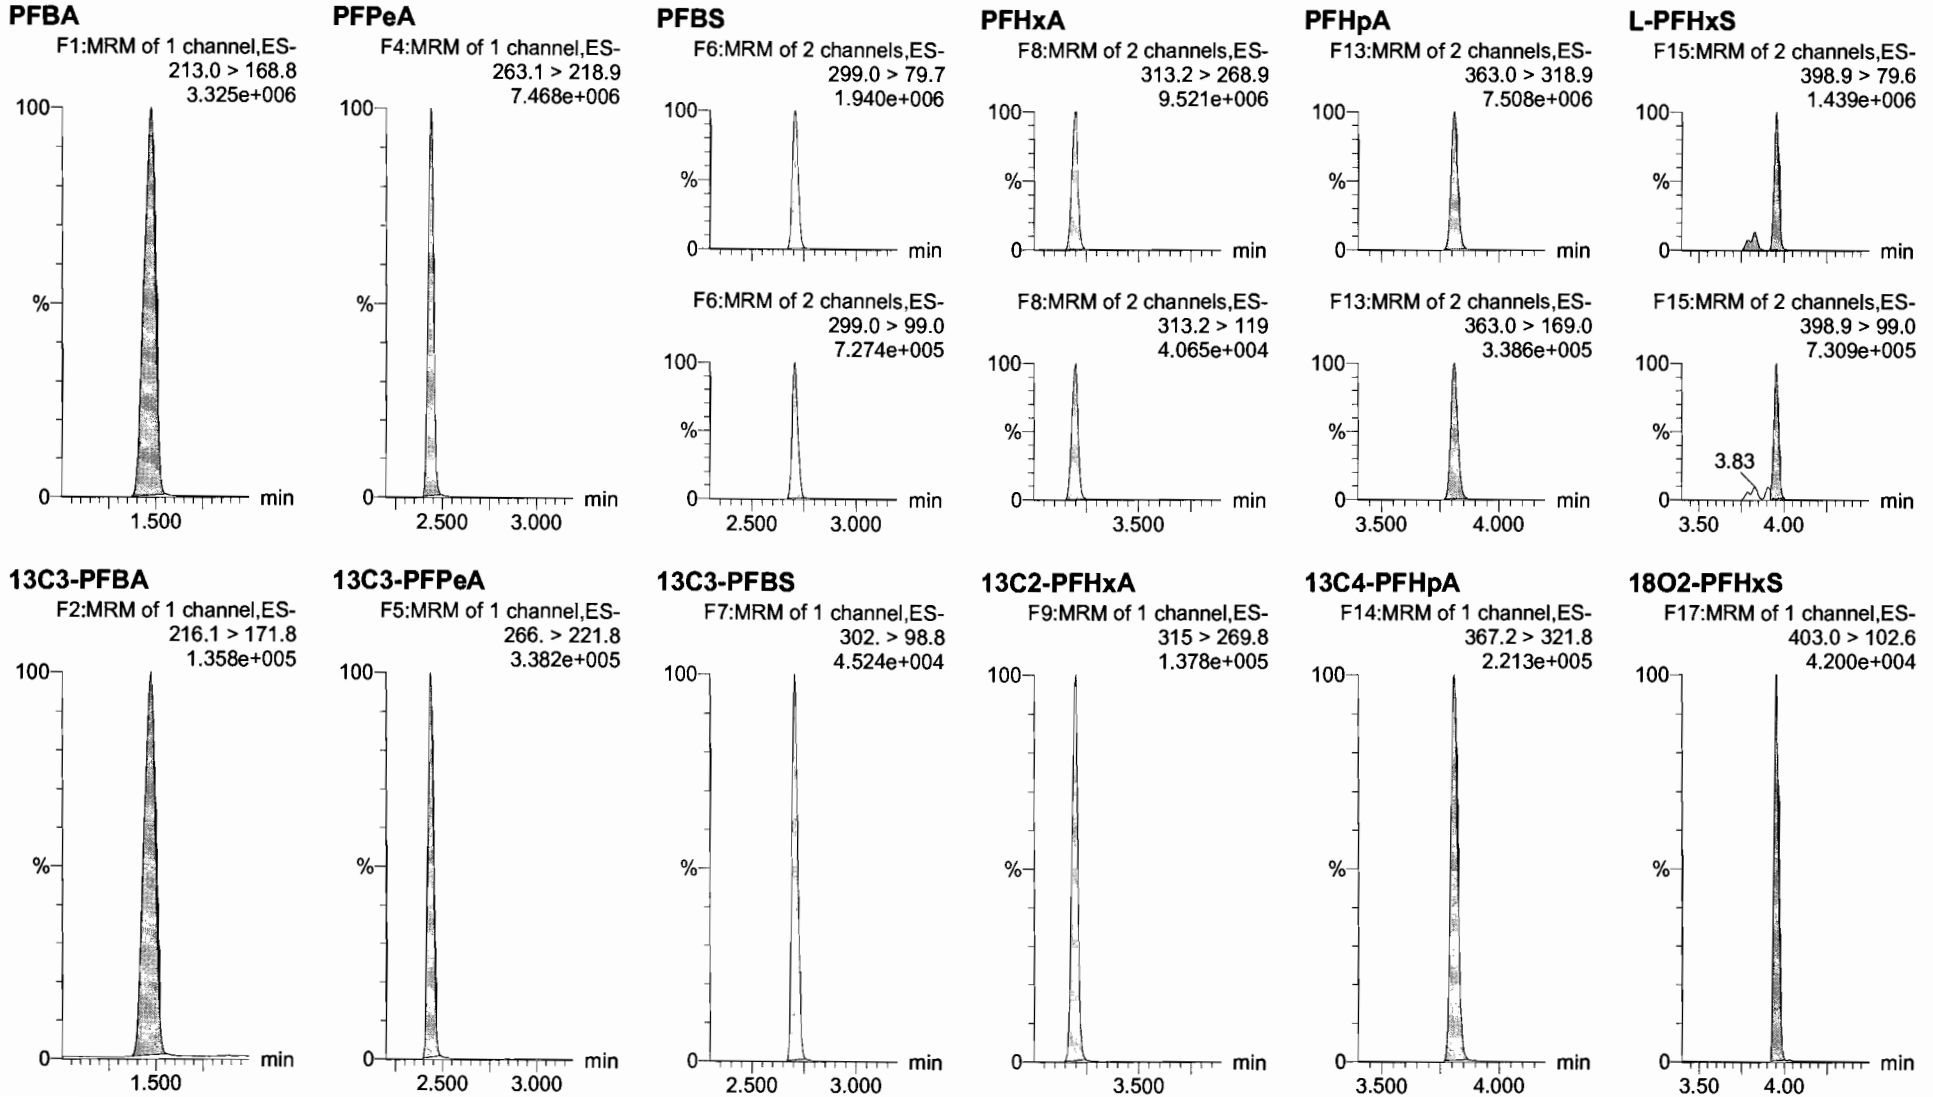 PFBA
F1:MRM of 1 channel,ES-
213.0 > 168.8
3.325e+006
100
%
0
min
1.500
PFPeA
F4:MRM of 1 channel,ES-
263.1 > 218.9
7.468e+006
100
%
0
min
2.500 3.000
PFBS
F6:MRM of 2 channels,ES-
299.0 > 79.7
1.940e+006
100
%
0
min
F6:MRM of 2 channels,ES-
299.0 > 99.0
7.274e+005
100
%
0
min
2.500 3.000
PFHxA
F8:MRM of 2 channels,ES-
313.2 > 268.9
9.521e+006
100
%
0
min
F8:MRM of 2 channels,ES-
313.2 > 119
4.065e+004
100
%
0
min
3.500
PFHpA
F13:MRM of 2 channels,ES-
363.0 > 318.9
7.508e+006
100
%
0
min
F13:MRM of 2 channels,ES-
363.0 > 169.0
3.386e+005
100
%
0
min
3.500 4.000
L-PFHxS
F15:MRM of 2 channels,ES-
398.9 > 79.6
1.439e+006
100
%
0
min
F15:MRM of 2 channels,ES-
398.9 > 99.0
7.309e+005
100
%
3.83
0
min
3.50 4.00
13C3-PFBA
F2:MRM of 1 channel,ES-
216.1 > 171.8
1.358e+005
100
%
0
min
1.500
13C3-PFPeA
F5:MRM of 1 channel,ES-
266. > 221.8
3.382e+005
100
%
0
min
2.500 3.000
13C3-PFBS
F7:MRM of 1 channel,ES-
302. > 98.8
4.524e+004
100
%
0
min
2.500 3.000
13C2-PFHxA
F9:MRM of 1 channel,ES-
315 > 269.8
1.378e+005
100
%
0
min
3.500
13C4-PFHpA
F14:MRM of 1 channel,ES-
367.2 > 321.8
2.213e+005
100
%
0
min
3.500 4.000
18O2-PFHxS
F17:MRM of 1 channel,ES-
403.0 > 102.6
4.200e+004
100
%
0
min
3.50 4.00